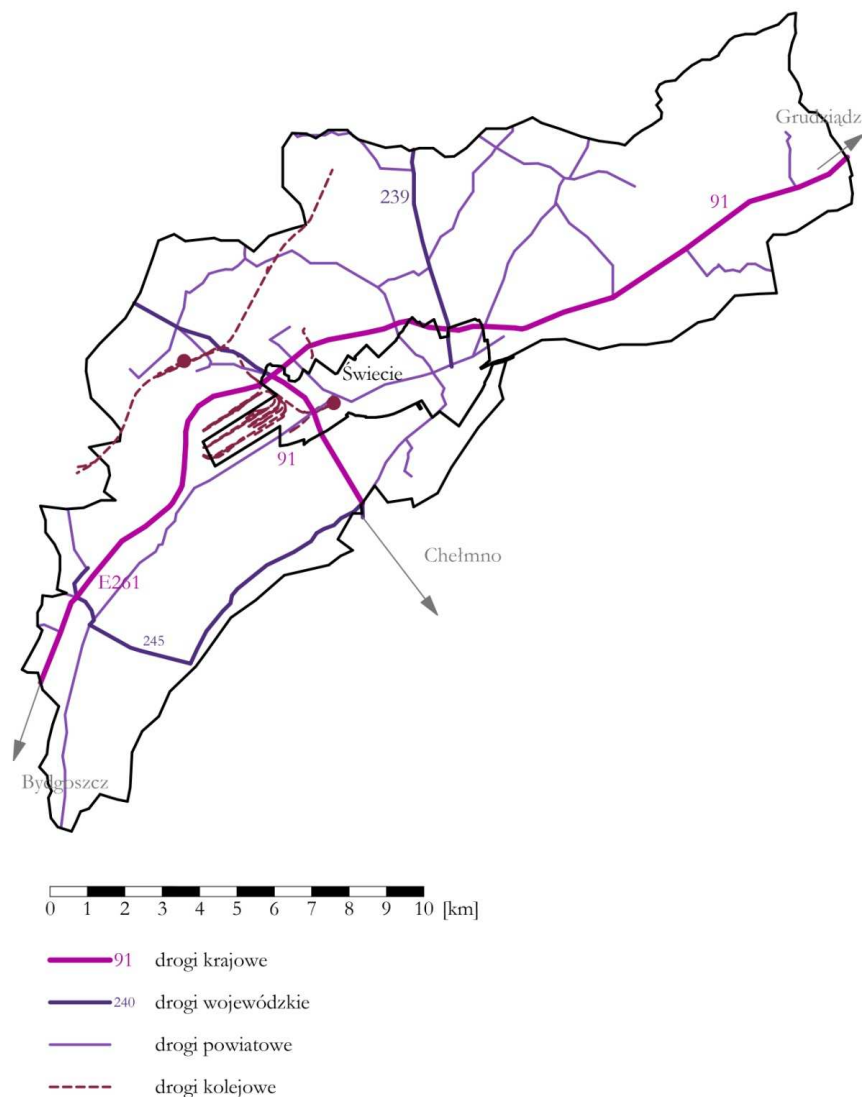 Grudziądz
239
91
Świecie
91
Chełmno
E261
245
Bydgoszcz
0 1 2 3 4 5 6 7 8 9 10 [km]
91 drogi krajowe
240 drogi wojewódzkie
drogi powiatowe
drogi kolejowe